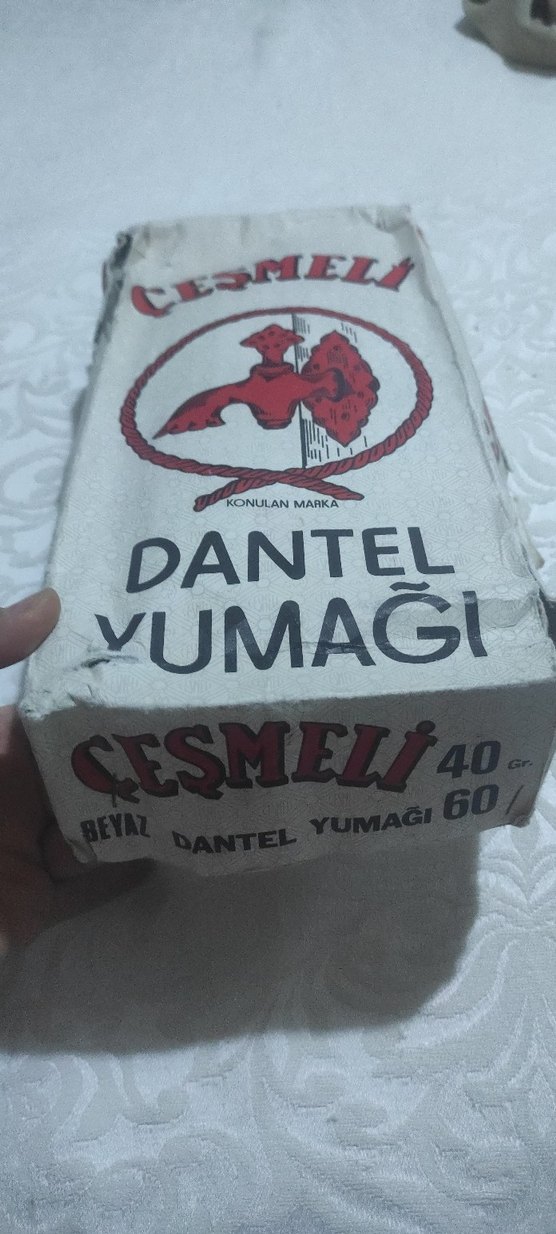 ÇEŞMELİ
KONULAN MARKA
DANTEL
YUMAĞI
ÇEŞMELİ 40 Gr.
BEYAZ DANTEL YUMAĞI 60